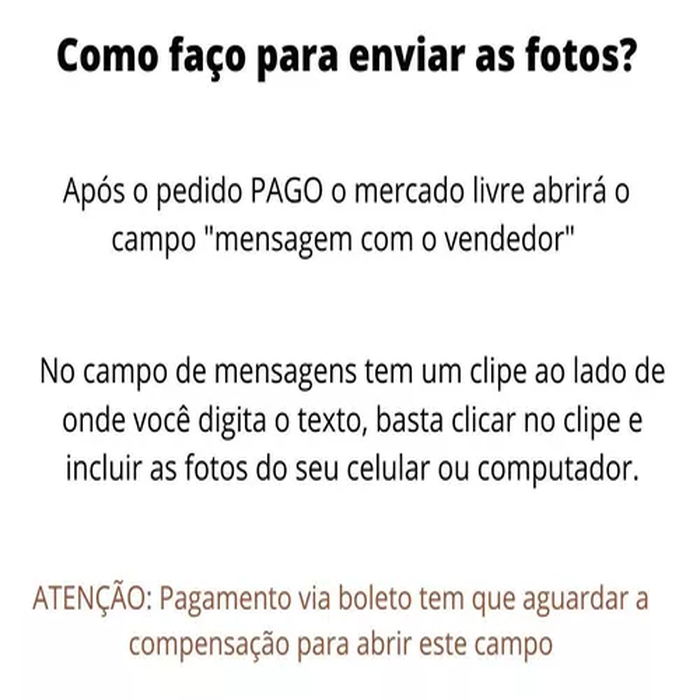 Como faço para enviar as fotos?
Após o pedido PAGO o mercado livre abrirá o
campo "mensagem com o vendedor"
No campo de mensagens tem um clipe ao lado de
onde você digita o texto, basta clicar no clipe e
incluir as fotos do seu celular ou computador.
ATENÇÃO: Pagamento via boleto tem que aguardar a
compensação para abrir este campo